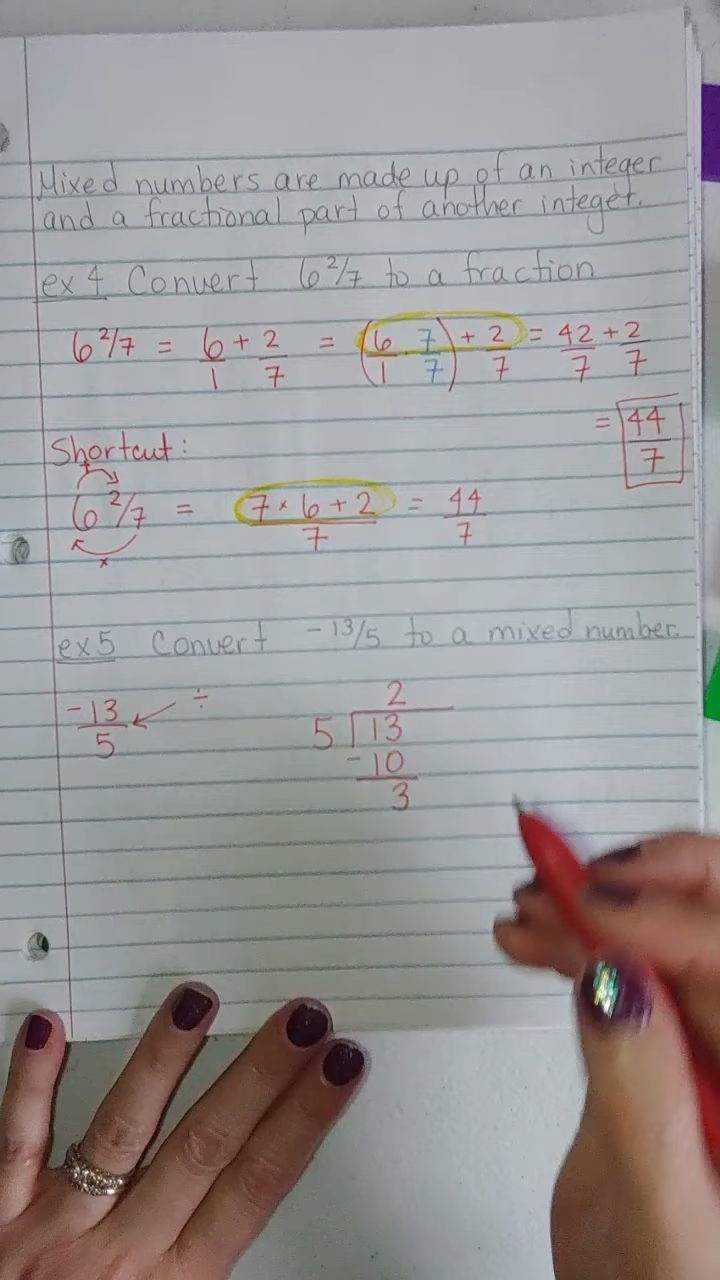 Mixed numbers are made up of an integer
and a fractional part of another integer.
ex 4 Convert 6 2/7 to a fraction
6 2/7 = 6/1 + 2/7 = (6/1 · 7/7) + 2/7 = 42/7 + 2/7
= 44/7
Shortcut:
+
6 2/7 = 7 × 6 + 2 / 7 = 44/7
×
ex 5 Convert -13/5 to a mixed number.
-13/5 ÷
2
5 13
-10
3